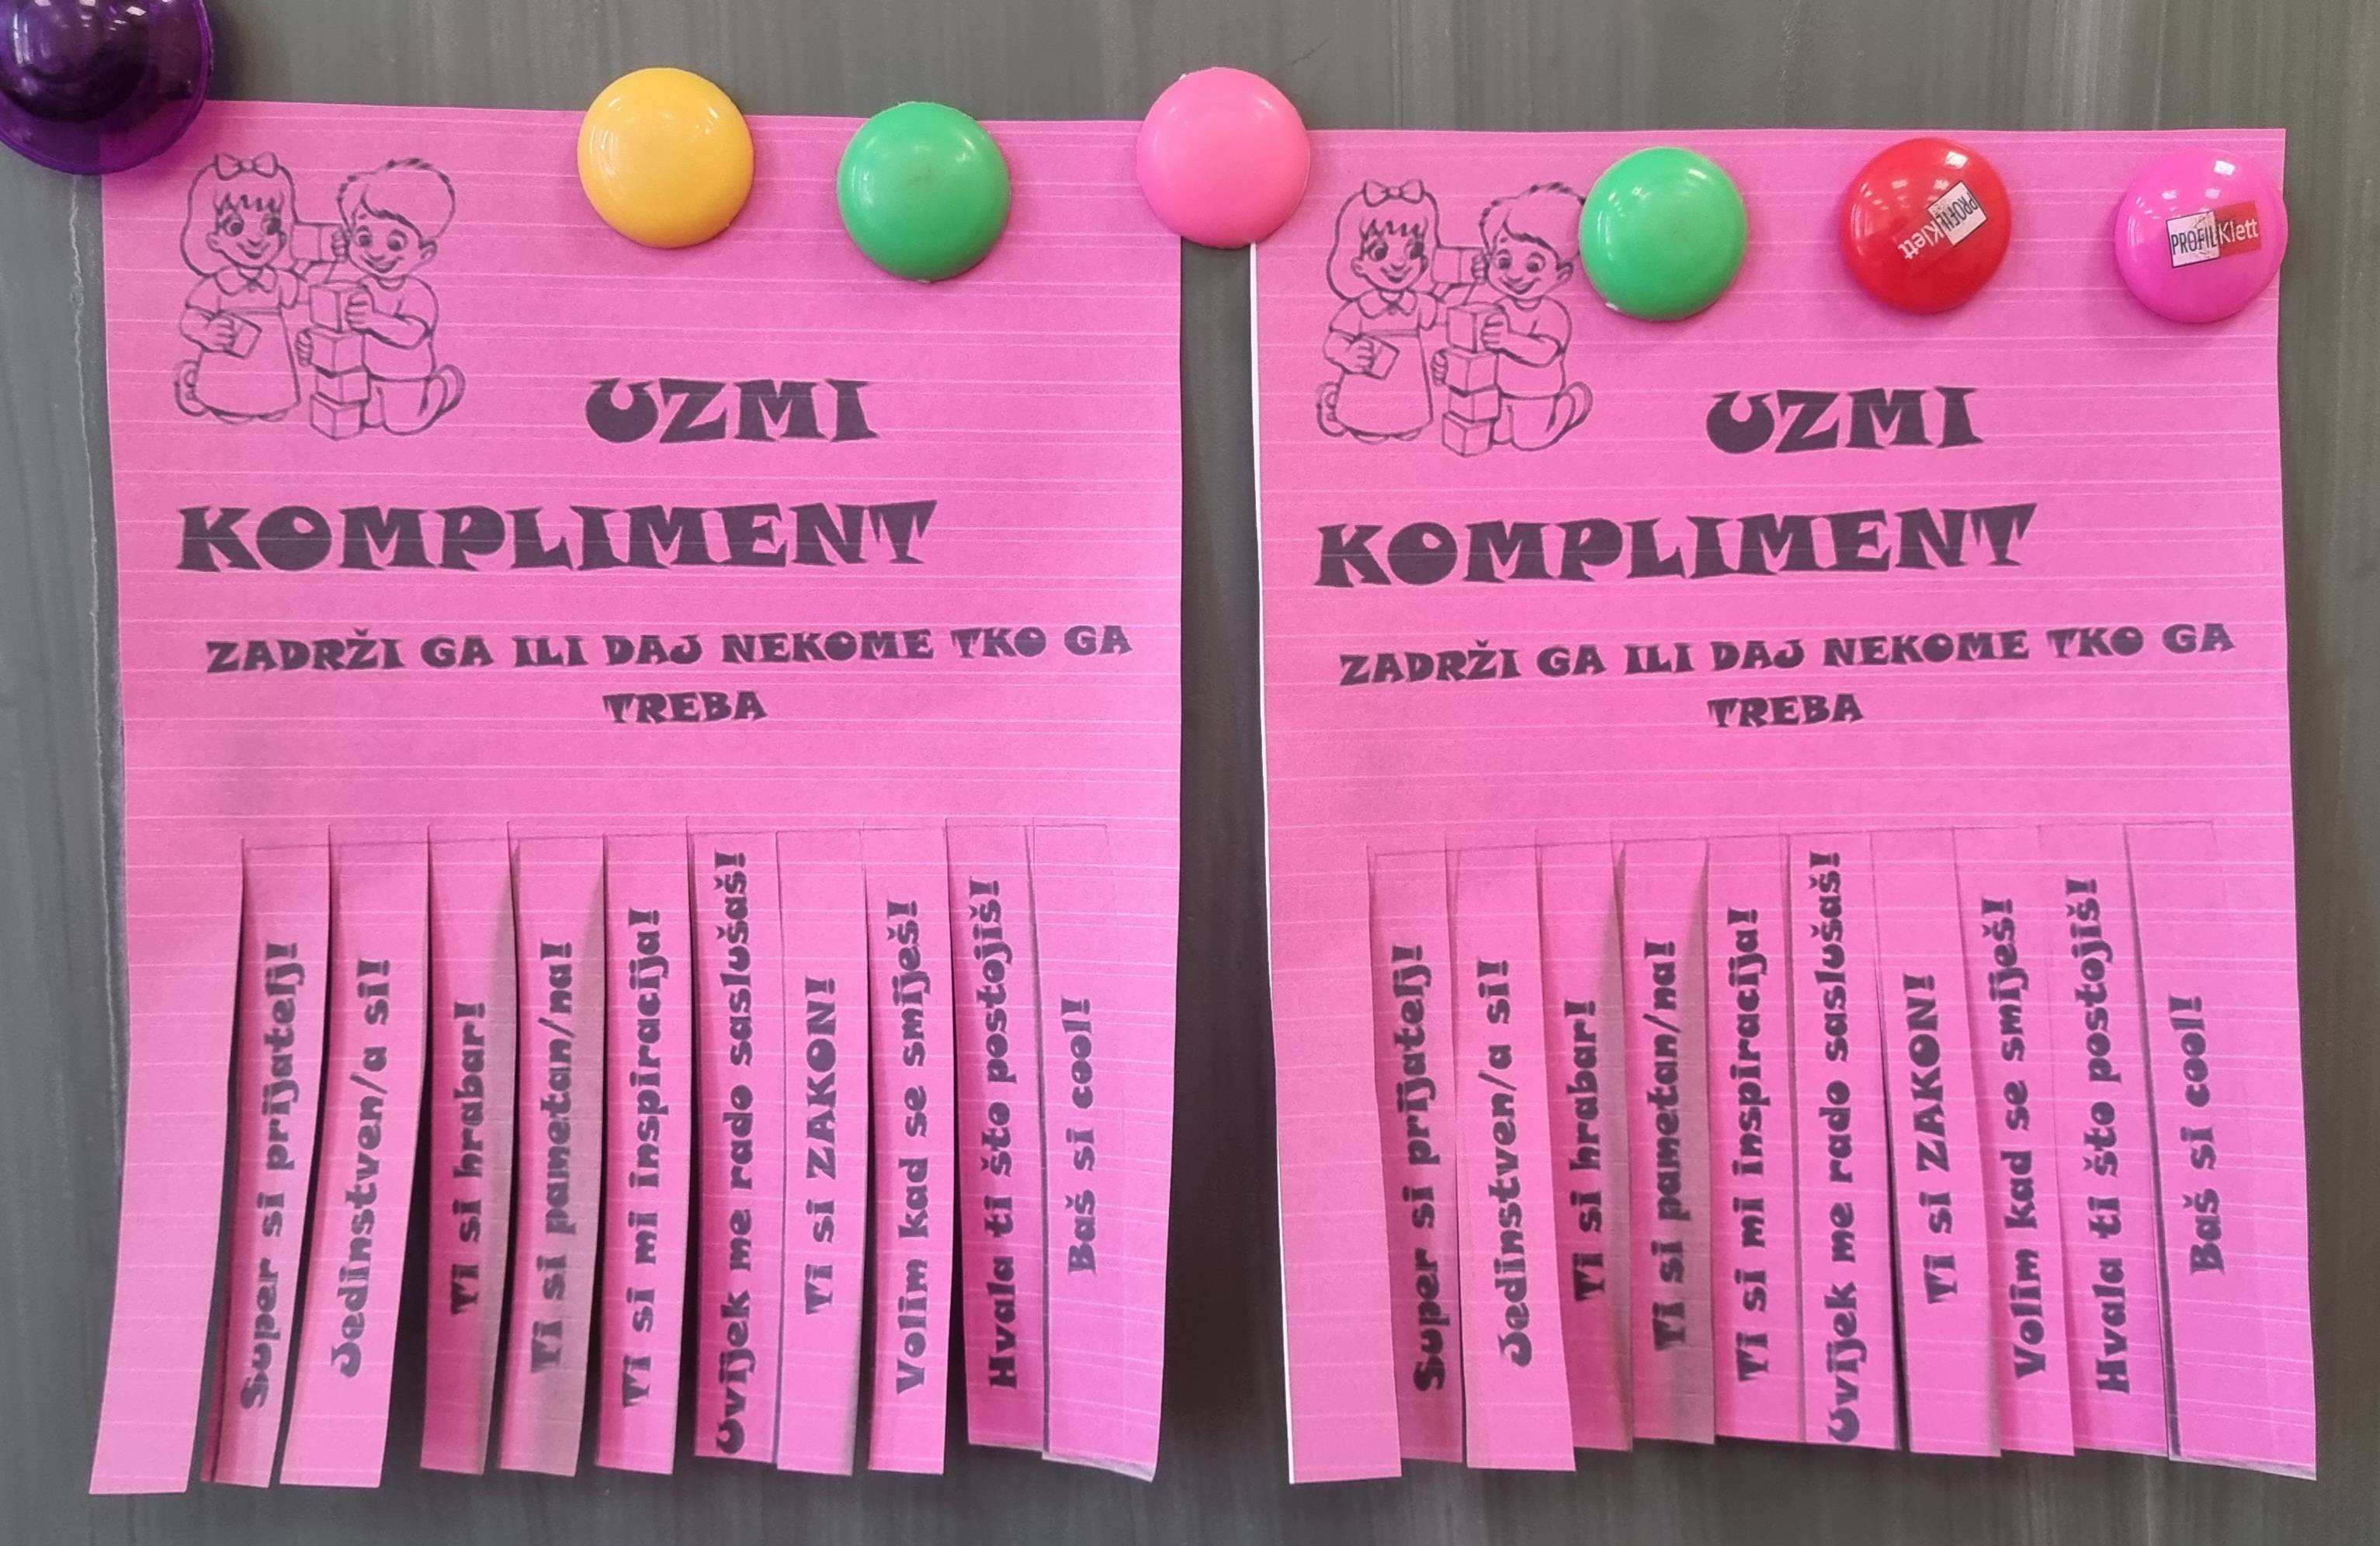 UZMI
KOMPLIMENT
ZADRŽI GA ILI DAJ NEKOME TKO GA
TREBA
Super si prijatelj!
Jedinstven/a si!
Ti si hrabar!
Ti si pametan/na!
Ti si mi inspiracija!
Uvijek me rado saslušaš!
Ti si ZAKON!
Volim kad se smiješ!
Hvala ti što postojiš!
Baš si cool!
PROFIL Klett
PROFIL Klett
UZMI
KOMPLIMENT
ZADRŽI GA ILI DAJ NEKOME TKO GA
TREBA
Super si prijatelj!
Jedinstven/a si!
Ti si hrabar!
Ti si pametan/na!
Ti si mi inspiracija!
Uvijek me rado saslušaš!
Ti si ZAKON!
Volim kad se smiješ!
Hvala ti što postojiš!
Baš si cool!